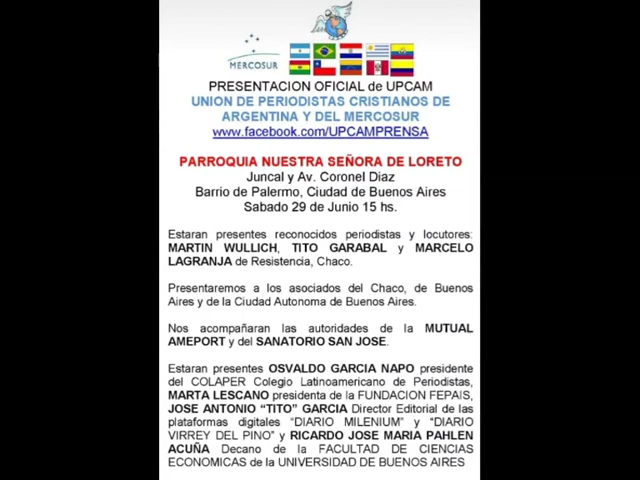 MERCOSUR
PRESENTACION OFICIAL de UPCAM
UNION DE PERIODISTAS CRISTIANOS DE
ARGENTINA Y DEL MERCOSUR
www.facebook.com/UPCAMPRENSA
PARROQUIA NUESTRA SEÑORA DE LORETO
Juncal y Av. Coronel Diaz
Barrio de Palermo, Ciudad de Buenos Aires
Sabado 29 de Junio 15 hs.
Estaran presentes reconocidos periodistas y locutores:
MARTIN WULLICH, TITO GARABAL y MARCELO
LAGRANJA de Resistencia, Chaco.
Presentaremos a los asociados del Chaco, de Buenos
Aires y de la Ciudad Autonoma de Buenos Aires.
Nos acompañaran las autoridades de la MUTUAL
AMEPORT y del SANATORIO SAN JOSE.
Estaran presentes OSVALDO GARCIA NAPO presidente
del COLAPER Colegio Latinoamericano de Periodistas,
MARTA LESCANO presidenta de la FUNDACION FEPAIS,
JOSE ANTONIO “TITO” GARCIA Director Editorial de las
plataformas digitales “DIARIO MILENIUM” y “DIARIO
VIRREY DEL PINO” y RICARDO JOSE MARIA PAHLEN
ACUÑA Decano de la FACULTAD DE CIENCIAS
ECONOMICAS de la UNIVERSIDAD DE BUENOS AIRES